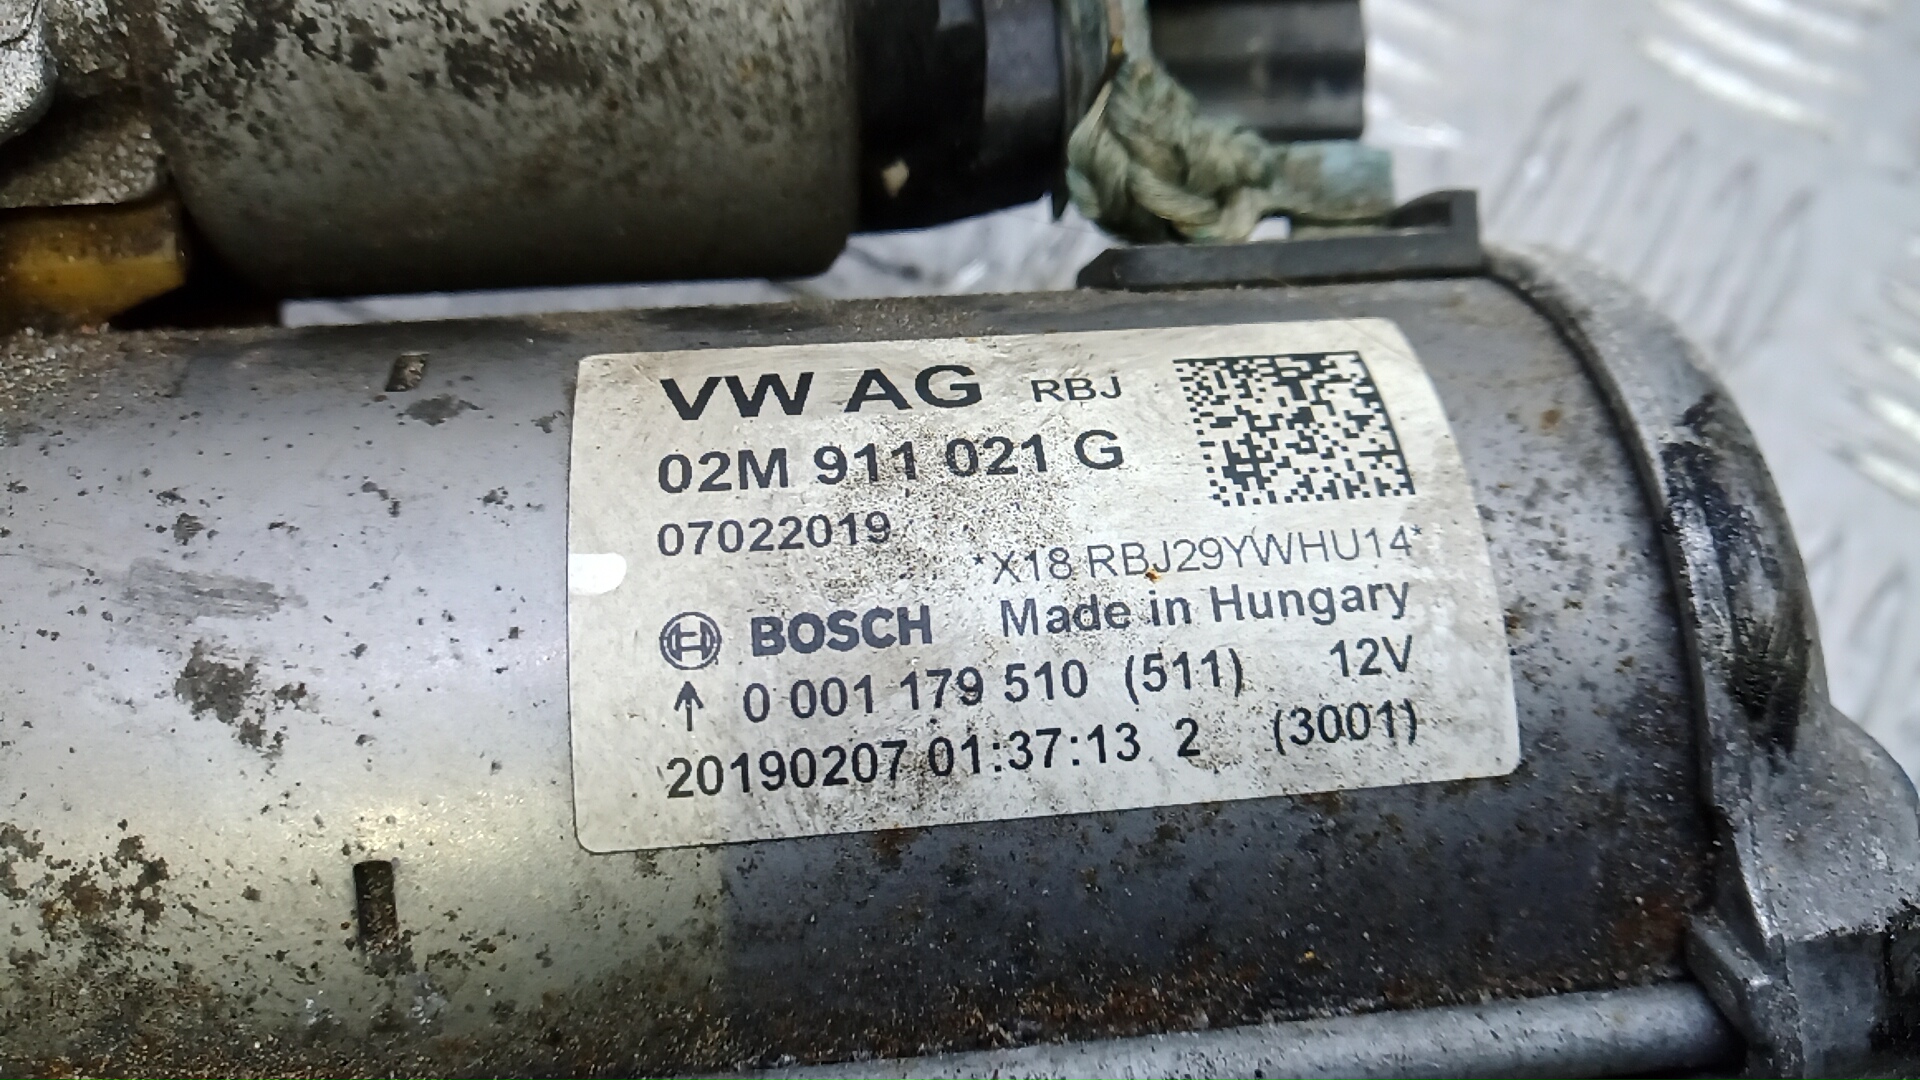 VW AG RBJ
02M 911 021 G
07022019
*X18 RBJ29YWHU14*
BOSCH Made in Hungary
↑ 0 001 179 510 (511) 12V
20190207 01:37:13 2 (3001)